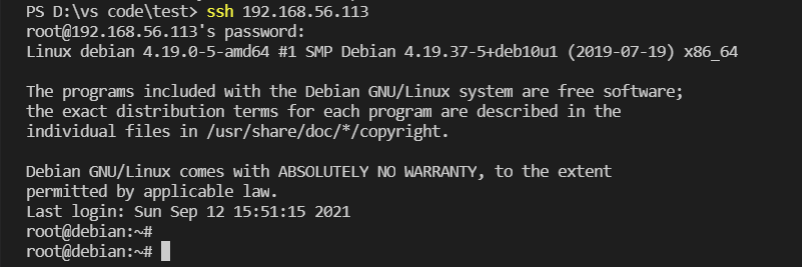 PS D:\vs code\test> ssh 192.168.56.113
root@192.168.56.113's password:
Linux debian 4.19.0-5-amd64 #1 SMP Debian 4.19.37-5+deb10u1 (2019-07-19) x86_64
The programs included with the Debian GNU/Linux system are free software;
the exact distribution terms for each program are described in the
individual files in /usr/share/doc/*/copyright.
Debian GNU/Linux comes with ABSOLUTELY NO WARRANTY, to the extent
permitted by applicable law.
Last login: Sun Sep 12 15:51:15 2021
root@debian:~#
root@debian:~#